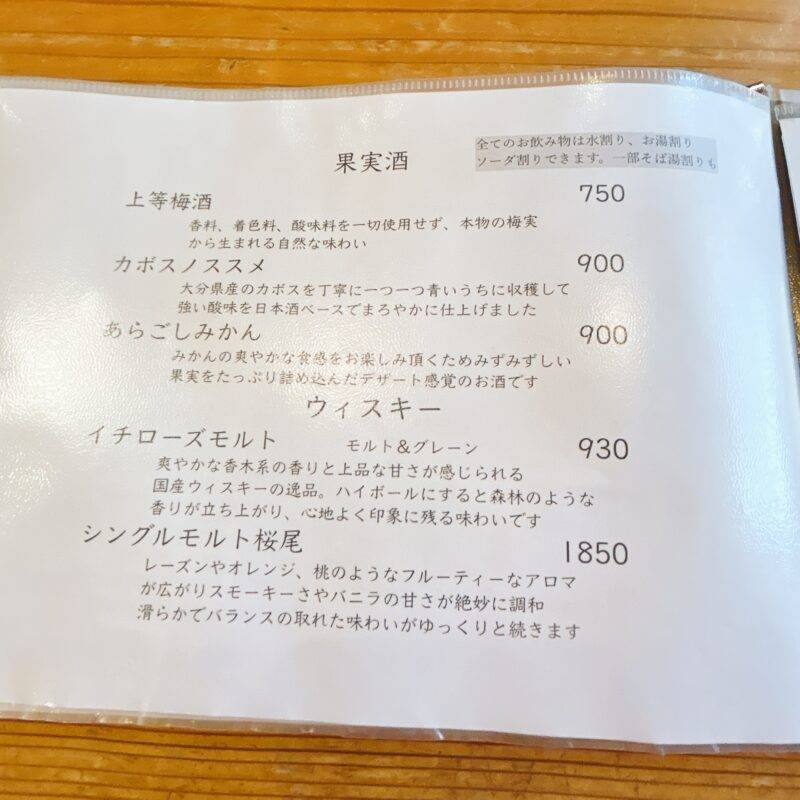 果実酒
全てのお飲み物は水割り、お湯割り
ソーダ割りできます。一部そば湯割りも
上等梅酒 750
香料、着色料、酸味料を一切使用せず、本物の梅実
から生まれる自然な味わい
カボスノススメ 900
大分県産のカボスを丁寧に一つ一つ青いうちに収穫して
強い酸味を日本酒ベースでまろやかに仕上げました
あらごしみかん 900
みかんの爽やかな食感をお楽しみ頂くためみずみずしい
果実をたっぷり詰め込んだデザート感覚のお酒です
ウィスキー
イチローズモルト モルト&グレーン 930
爽やかな香木系の香りと上品な甘さが感じられる
国産ウィスキーの逸品。ハイボールにすると森林のような
香りが立ち上がり、心地よく印象に残る味わいです
シングルモルト桜尾 1850
レーズンやオレンジ、桃のようなフルーティーなアロマ
が広がりスモーキーさやバニラの甘さが絶妙に調和
滑らかでバランスの取れた味わいがゆっくりと続きます